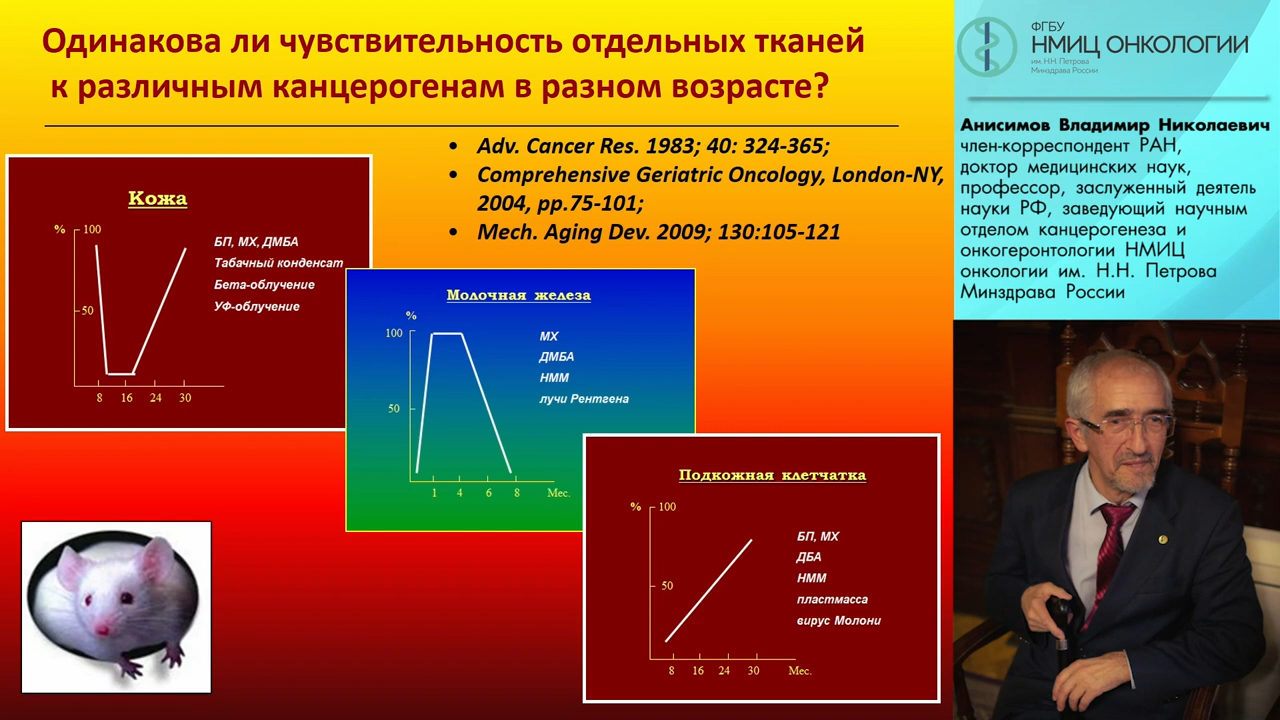 Одинакова ли чувствительность отдельных тканей
к различным канцерогенам в разном возрасте?
• Adv. Cancer Res. 1983; 40: 324-365;
• Comprehensive Geriatric Oncology, London-NY,
2004, pp.75-101;
• Mech. Aging Dev. 2009; 130:105-121
Кожа
% 100
50
8 16 24 30
БП, МХ, ДМБА
Табачный конденсат
Бета-облучение
УФ-облучение
Молочная железа
%
100
50
1 4 6 8 Мес.
МХ
ДМБА
НММ
лучи Рентгена
Подкожная клетчатка
% 100
50
8 16 24 30 Мес.
БП, МХ
ДБА
НММ
пластмасса
вирус Молони
ФГБУ
НМИЦ ОНКОЛОГИИ
им. Н.Н. Петрова
Минздрава России
Анисимов Владимир Николаевич
член-корреспондент РАН,
доктор медицинских наук,
профессор, заслуженный деятель
науки РФ, заведующий научным
отделом канцерогенеза и
онкогеронтологии НМИЦ
онкологии им. Н.Н. Петрова
Минздрава России